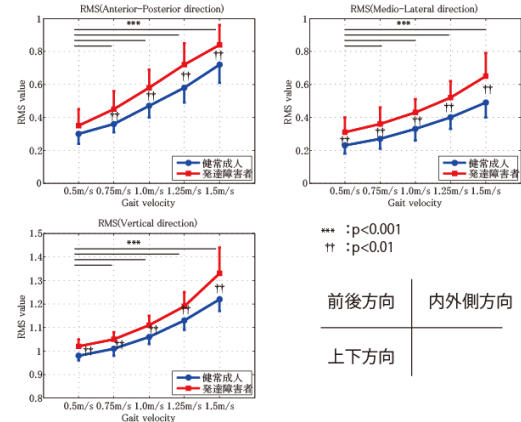 RMS(Anterior-Posterior direction)
***
††
††
††
††
RMS value
1
0.8
0.6
0.4
0.2
0
健常成人
発達障害者
0.5m/s 0.75m/s 1.0m/s 1.25m/s 1.5m/s
Gait velocity
RMS(Medio-Lateral direction)
***
††
††
††
††
††
RMS value
1
0.8
0.6
0.4
0.2
0
健常成人
発達障害者
0.5m/s 0.75m/s 1.0m/s 1.25m/s 1.5m/s
Gait velocity
RMS(Vertical direction)
***
††
††
††
††
††
RMS value
1.5
1.4
1.3
1.2
1.1
1
0.9
0.8
健常成人
発達障害者
0.5m/s 0.75m/s 1.0m/s 1.25m/s 1.5m/s
Gait velocity
*** :p<0.001
†† :p<0.01
前後方向 内外側方向
上下方向